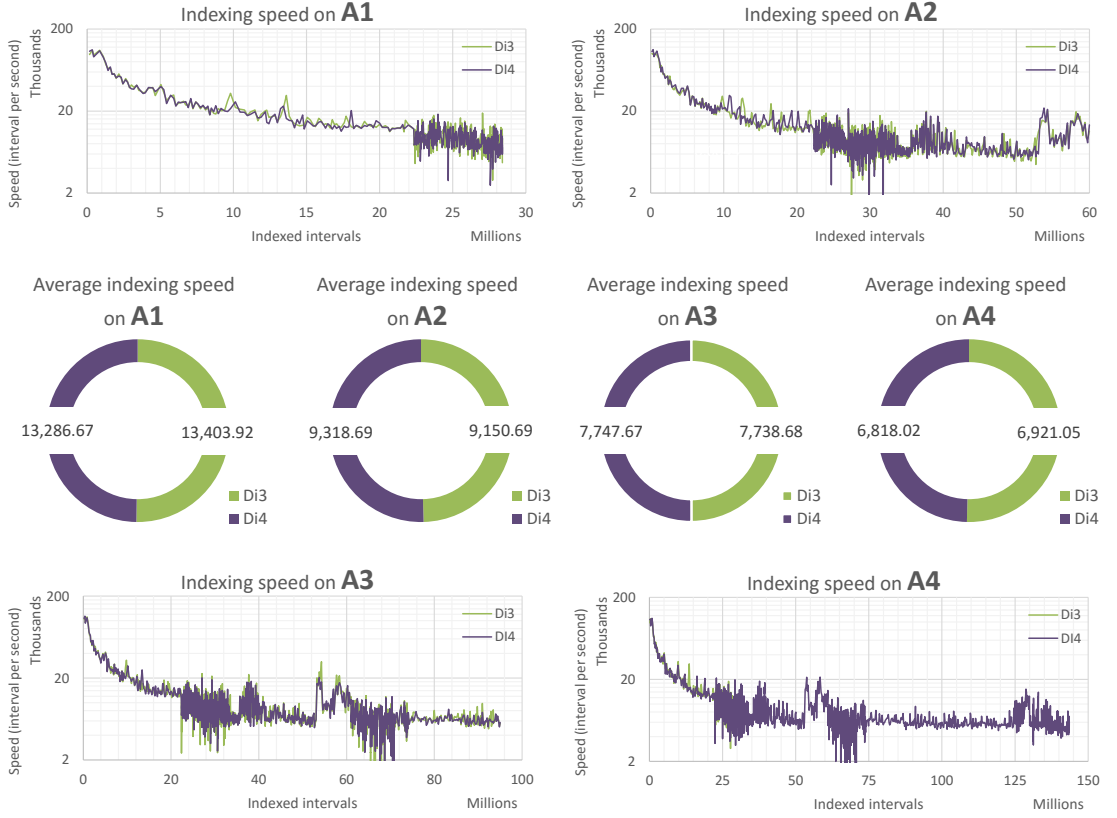 Indexing speed on A1
200
20
2
Speed (interval per second)
Thousands
Di3
DI4
0
5
10
15
20
25
30
Indexed intervals
Millions
Indexing speed on A2
200
20
2
Speed (interval per second)
Thousands
Di3
DI4
0
10
20
30
40
50
60
Indexed intervals
Millions
Average indexing speed
on A1
13,286.67
13,403.92
Di3
Di4
Average indexing speed
on A2
9,318.69
9,150.69
Di3
Di4
Average indexing speed
on A3
7,747.67
7,738.68
Di3
Di4
Average indexing speed
on A4
6,818.02
6,921.05
Di3
Di4
Indexing speed on A3
200
20
2
Speed (interval per second)
Thousands
Di3
DI4
0
20
40
60
80
100
Indexed intervals
Millions
Indexing speed on A4
200
20
2
Speed (interval per second)
Thousands
Di3
DI4
0
25
50
75
100
125
150
Indexed intervals
Millions